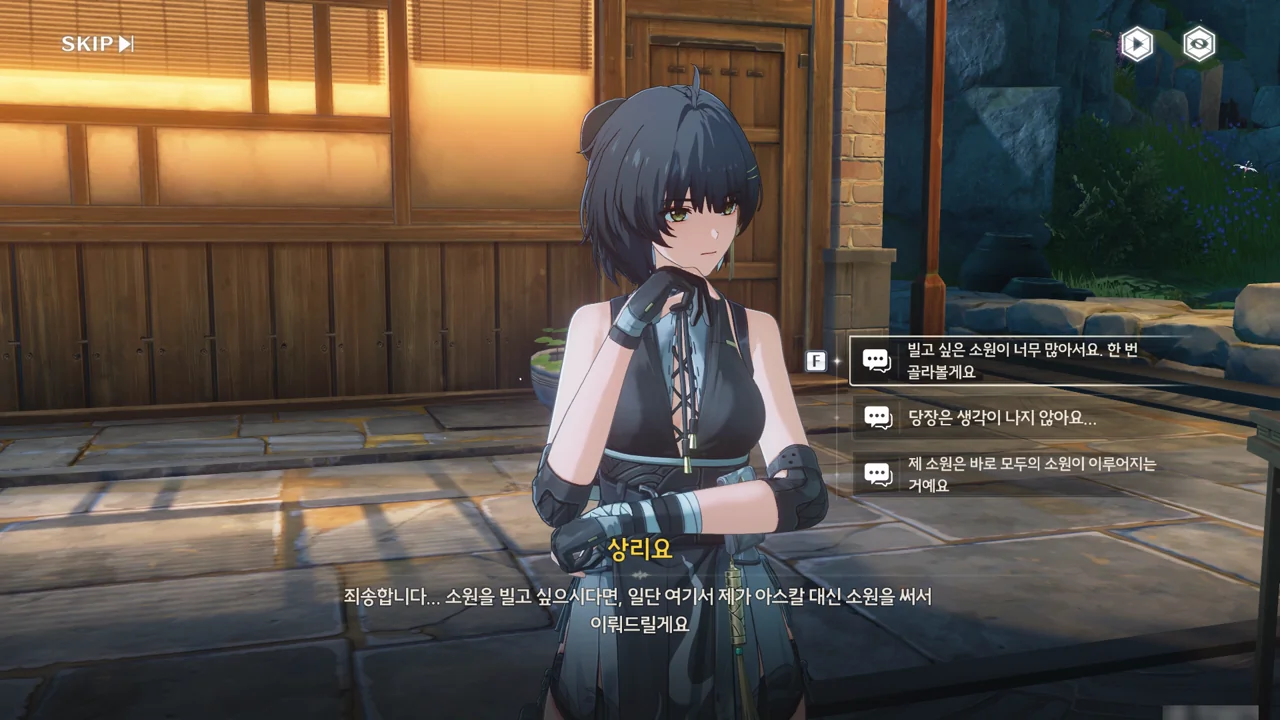 SKIP
F
빌고 싶은 소원이 너무 많아서요. 한 번
골라볼게요
당장은 생각이 나지 않아요...
제 소원은 바로 모두의 소원이 이루어지는
거예요
상리요
죄송합니다... 소원을 빌고 싶으시다면, 일단 여기서 제가 아스칼 대신 소원을 써서
이뤄드릴게요